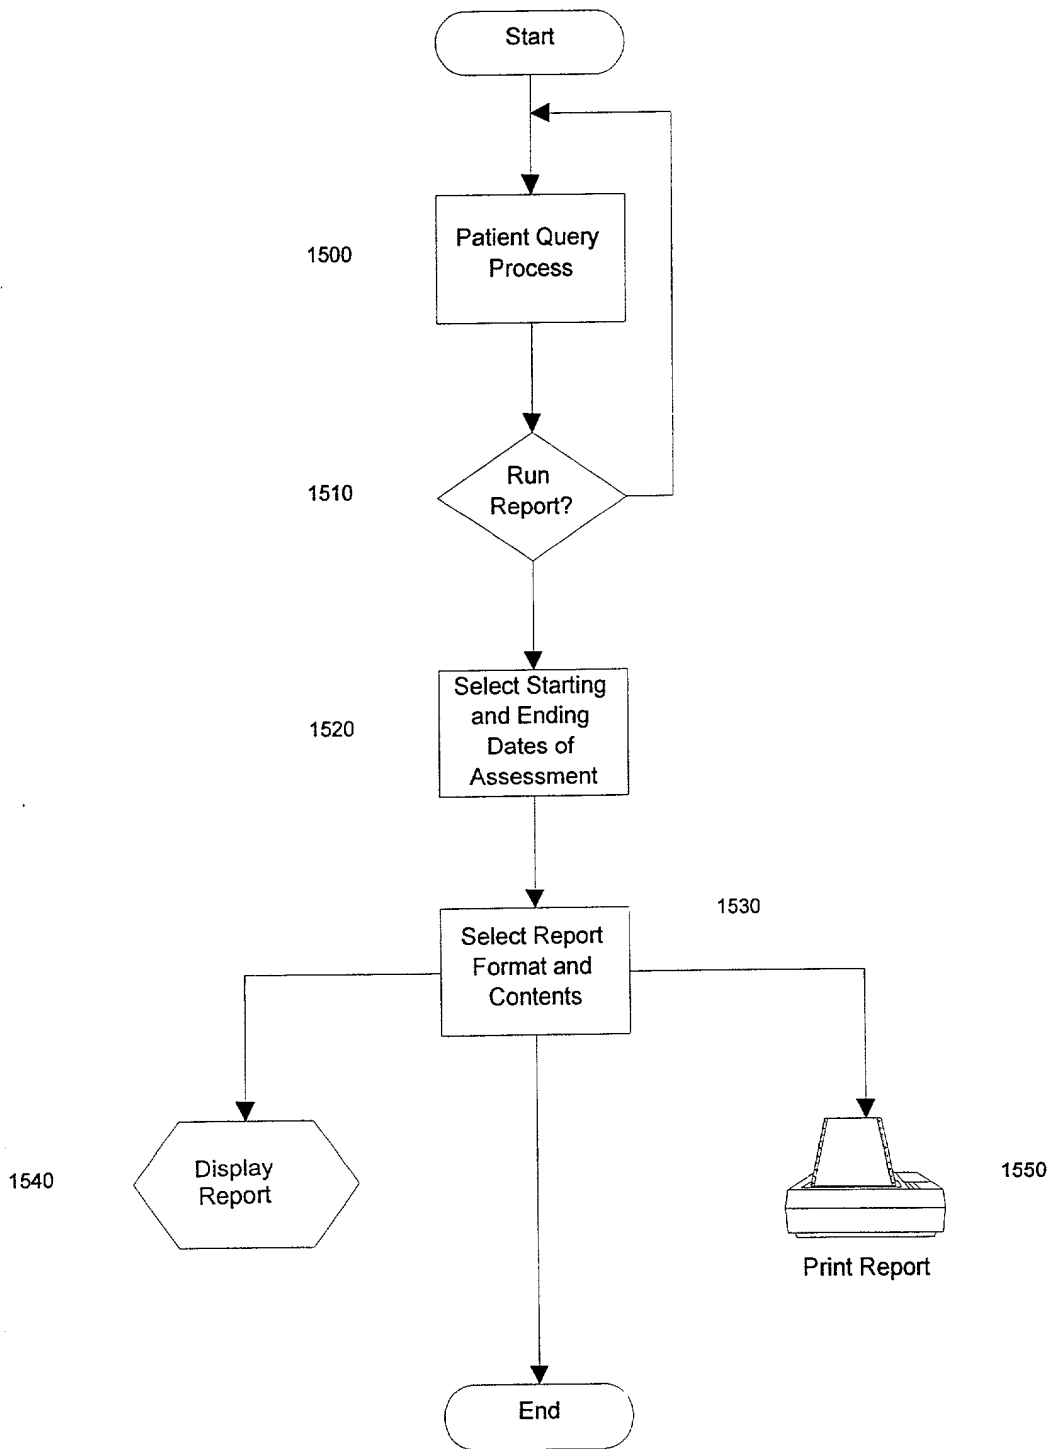 Start
1500
Patient Query
Process
1510
Run
Report?
1520
Select Starting
and Ending
Dates of
Assessment
1530
Select Report
Format and
Contents
1540
Display
Report
1550
Print Report
End